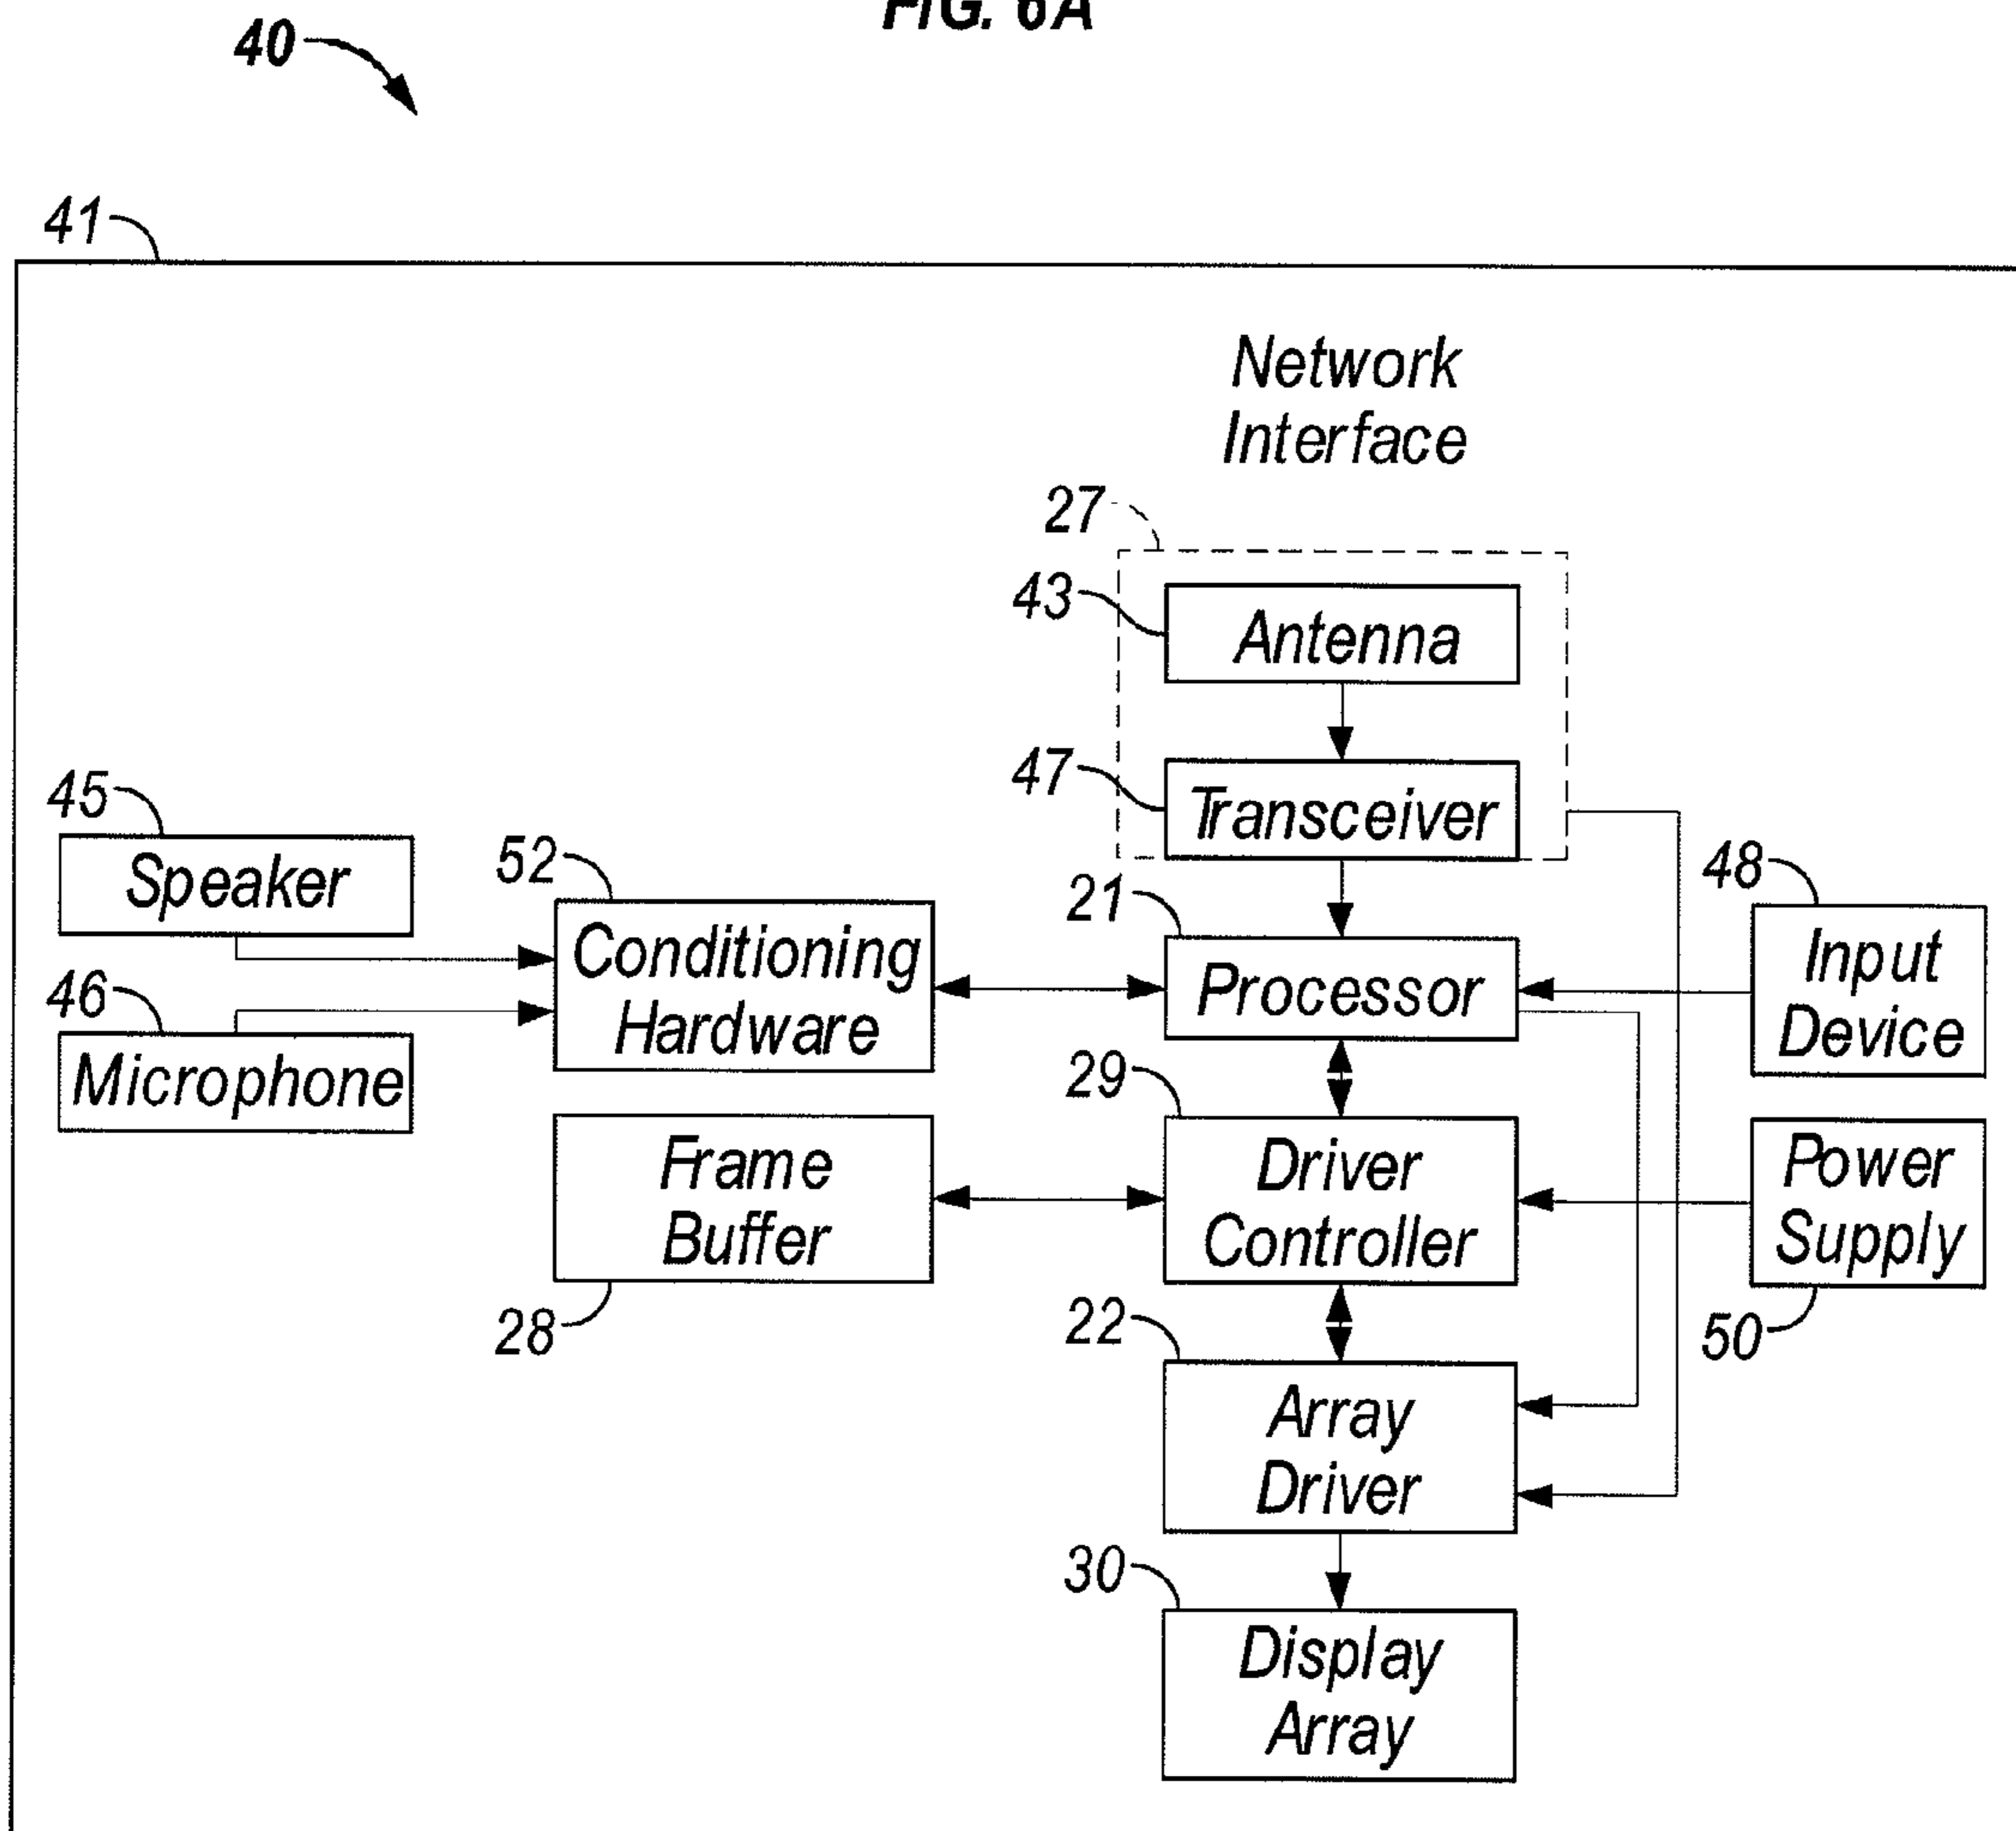 FIG. 6A
40
41
Network
Interface
27
43
Antenna
47
Transceiver
45
Speaker
52
Conditioning
Hardware
21
Processor
48
Input
Device
46
Microphone
29
Driver
Controller
Frame
Buffer
28
Power
Supply
50
22
Array
Driver
30
Display
Array